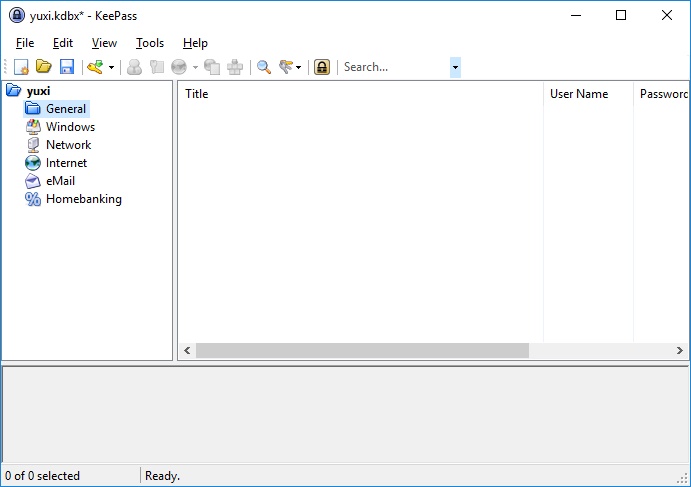 yuxi.kdbx* - KeePass
File Edit View Tools Help
Search...
yuxi
General
Windows
Network
Internet
eMail
Homebanking
Title User Name Password
0 of 0 selected Ready.